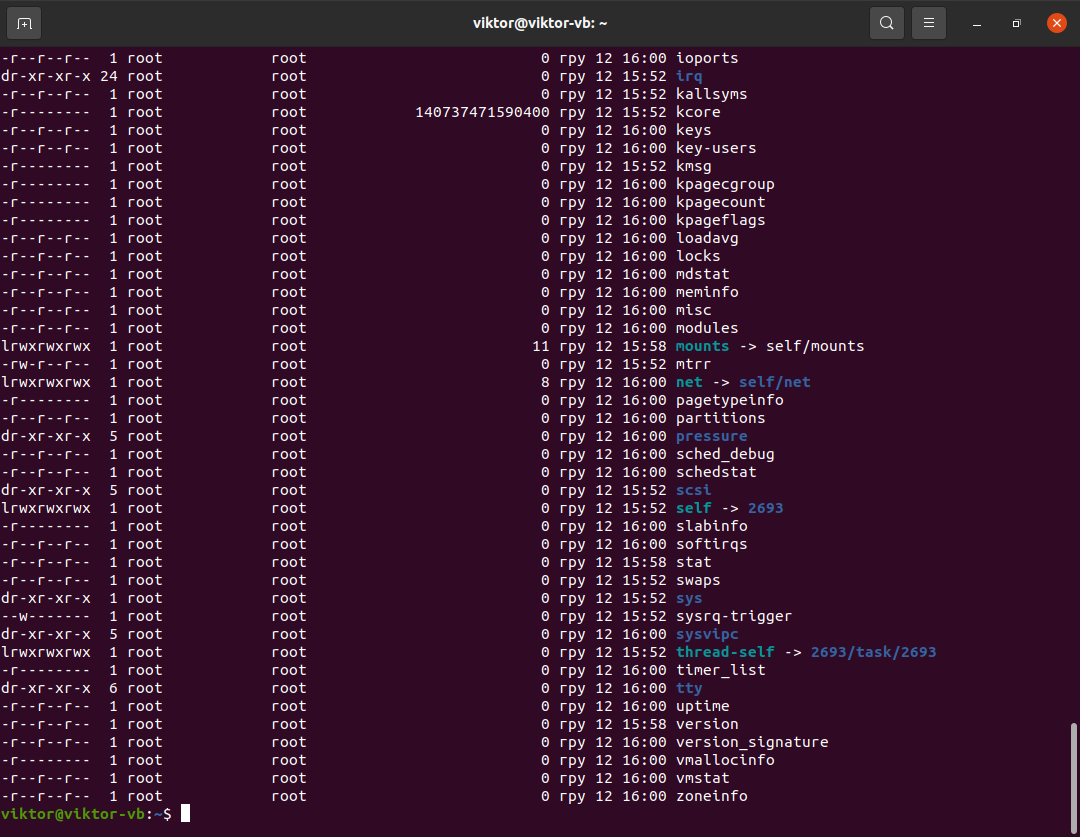 viktor@viktor-vb: ~
-r--r--r--  1 root            root                          0 гру 12 16:00 ioports
dr-xr-xr-x 24 root            root                          0 гру 12 15:52 irq
-r--r--r--  1 root            root                          0 гру 12 15:52 kallsyms
-r--------  1 root            root            140737471590400 гру 12 15:52 kcore
-r--r--r--  1 root            root                          0 гру 12 16:00 keys
-r--r--r--  1 root            root                          0 гру 12 16:00 key-users
-r--------  1 root            root                          0 гру 12 15:52 kmsg
-r--------  1 root            root                          0 гру 12 16:00 kpagecgroup
-r--------  1 root            root                          0 гру 12 16:00 kpagecount
-r--------  1 root            root                          0 гру 12 16:00 kpageflags
-r--r--r--  1 root            root                          0 гру 12 16:00 loadavg
-r--r--r--  1 root            root                          0 гру 12 16:00 locks
-r--r--r--  1 root            root                          0 гру 12 16:00 mdstat
-r--r--r--  1 root            root                          0 гру 12 16:00 meminfo
-r--r--r--  1 root            root                          0 гру 12 16:00 misc
-r--r--r--  1 root            root                          0 гру 12 16:00 modules
lrwxrwxrwx  1 root            root                         11 гру 12 15:58 mounts -> self/mounts
-rw-r--r--  1 root            root                          0 гру 12 15:52 mtrr
lrwxrwxrwx  1 root            root                          8 гру 12 16:00 net -> self/net
-r--------  1 root            root                          0 гру 12 16:00 pagetypeinfo
-r--r--r--  1 root            root                          0 гру 12 16:00 partitions
dr-xr-xr-x  5 root            root                          0 гру 12 16:00 pressure
-r--r--r--  1 root            root                          0 гру 12 16:00 sched_debug
-r--r--r--  1 root            root                          0 гру 12 16:00 schedstat
dr-xr-xr-x  5 root            root                          0 гру 12 15:52 scsi
lrwxrwxrwx  1 root            root                          0 гру 12 15:52 self -> 2693
-r--------  1 root            root                          0 гру 12 16:00 slabinfo
-r--r--r--  1 root            root                          0 гру 12 16:00 softirqs
-r--r--r--  1 root            root                          0 гру 12 15:58 stat
-r--r--r--  1 root            root                          0 гру 12 15:52 swaps
dr-xr-xr-x  1 root            root                          0 гру 12 15:52 sys
--w-------  1 root            root                          0 гру 12 15:52 sysrq-trigger
dr-xr-xr-x  5 root            root                          0 гру 12 16:00 sysvipc
lrwxrwxrwx  1 root            root                          0 гру 12 15:52 thread-self -> 2693/task/2693
-r--------  1 root            root                          0 гру 12 16:00 timer_list
dr-xr-xr-x  6 root            root                          0 гру 12 16:00 tty
-r--r--r--  1 root            root                          0 гру 12 16:00 uptime
-r--r--r--  1 root            root                          0 гру 12 15:58 version
-r--r--r--  1 root            root                          0 гру 12 16:00 version_signature
-r--------  1 root            root                          0 гру 12 16:00 vmallocinfo
-r--r--r--  1 root            root                          0 гру 12 16:00 vmstat
-r--r--r--  1 root            root                          0 гру 12 16:00 zoneinfo
viktor@viktor-vb:~$